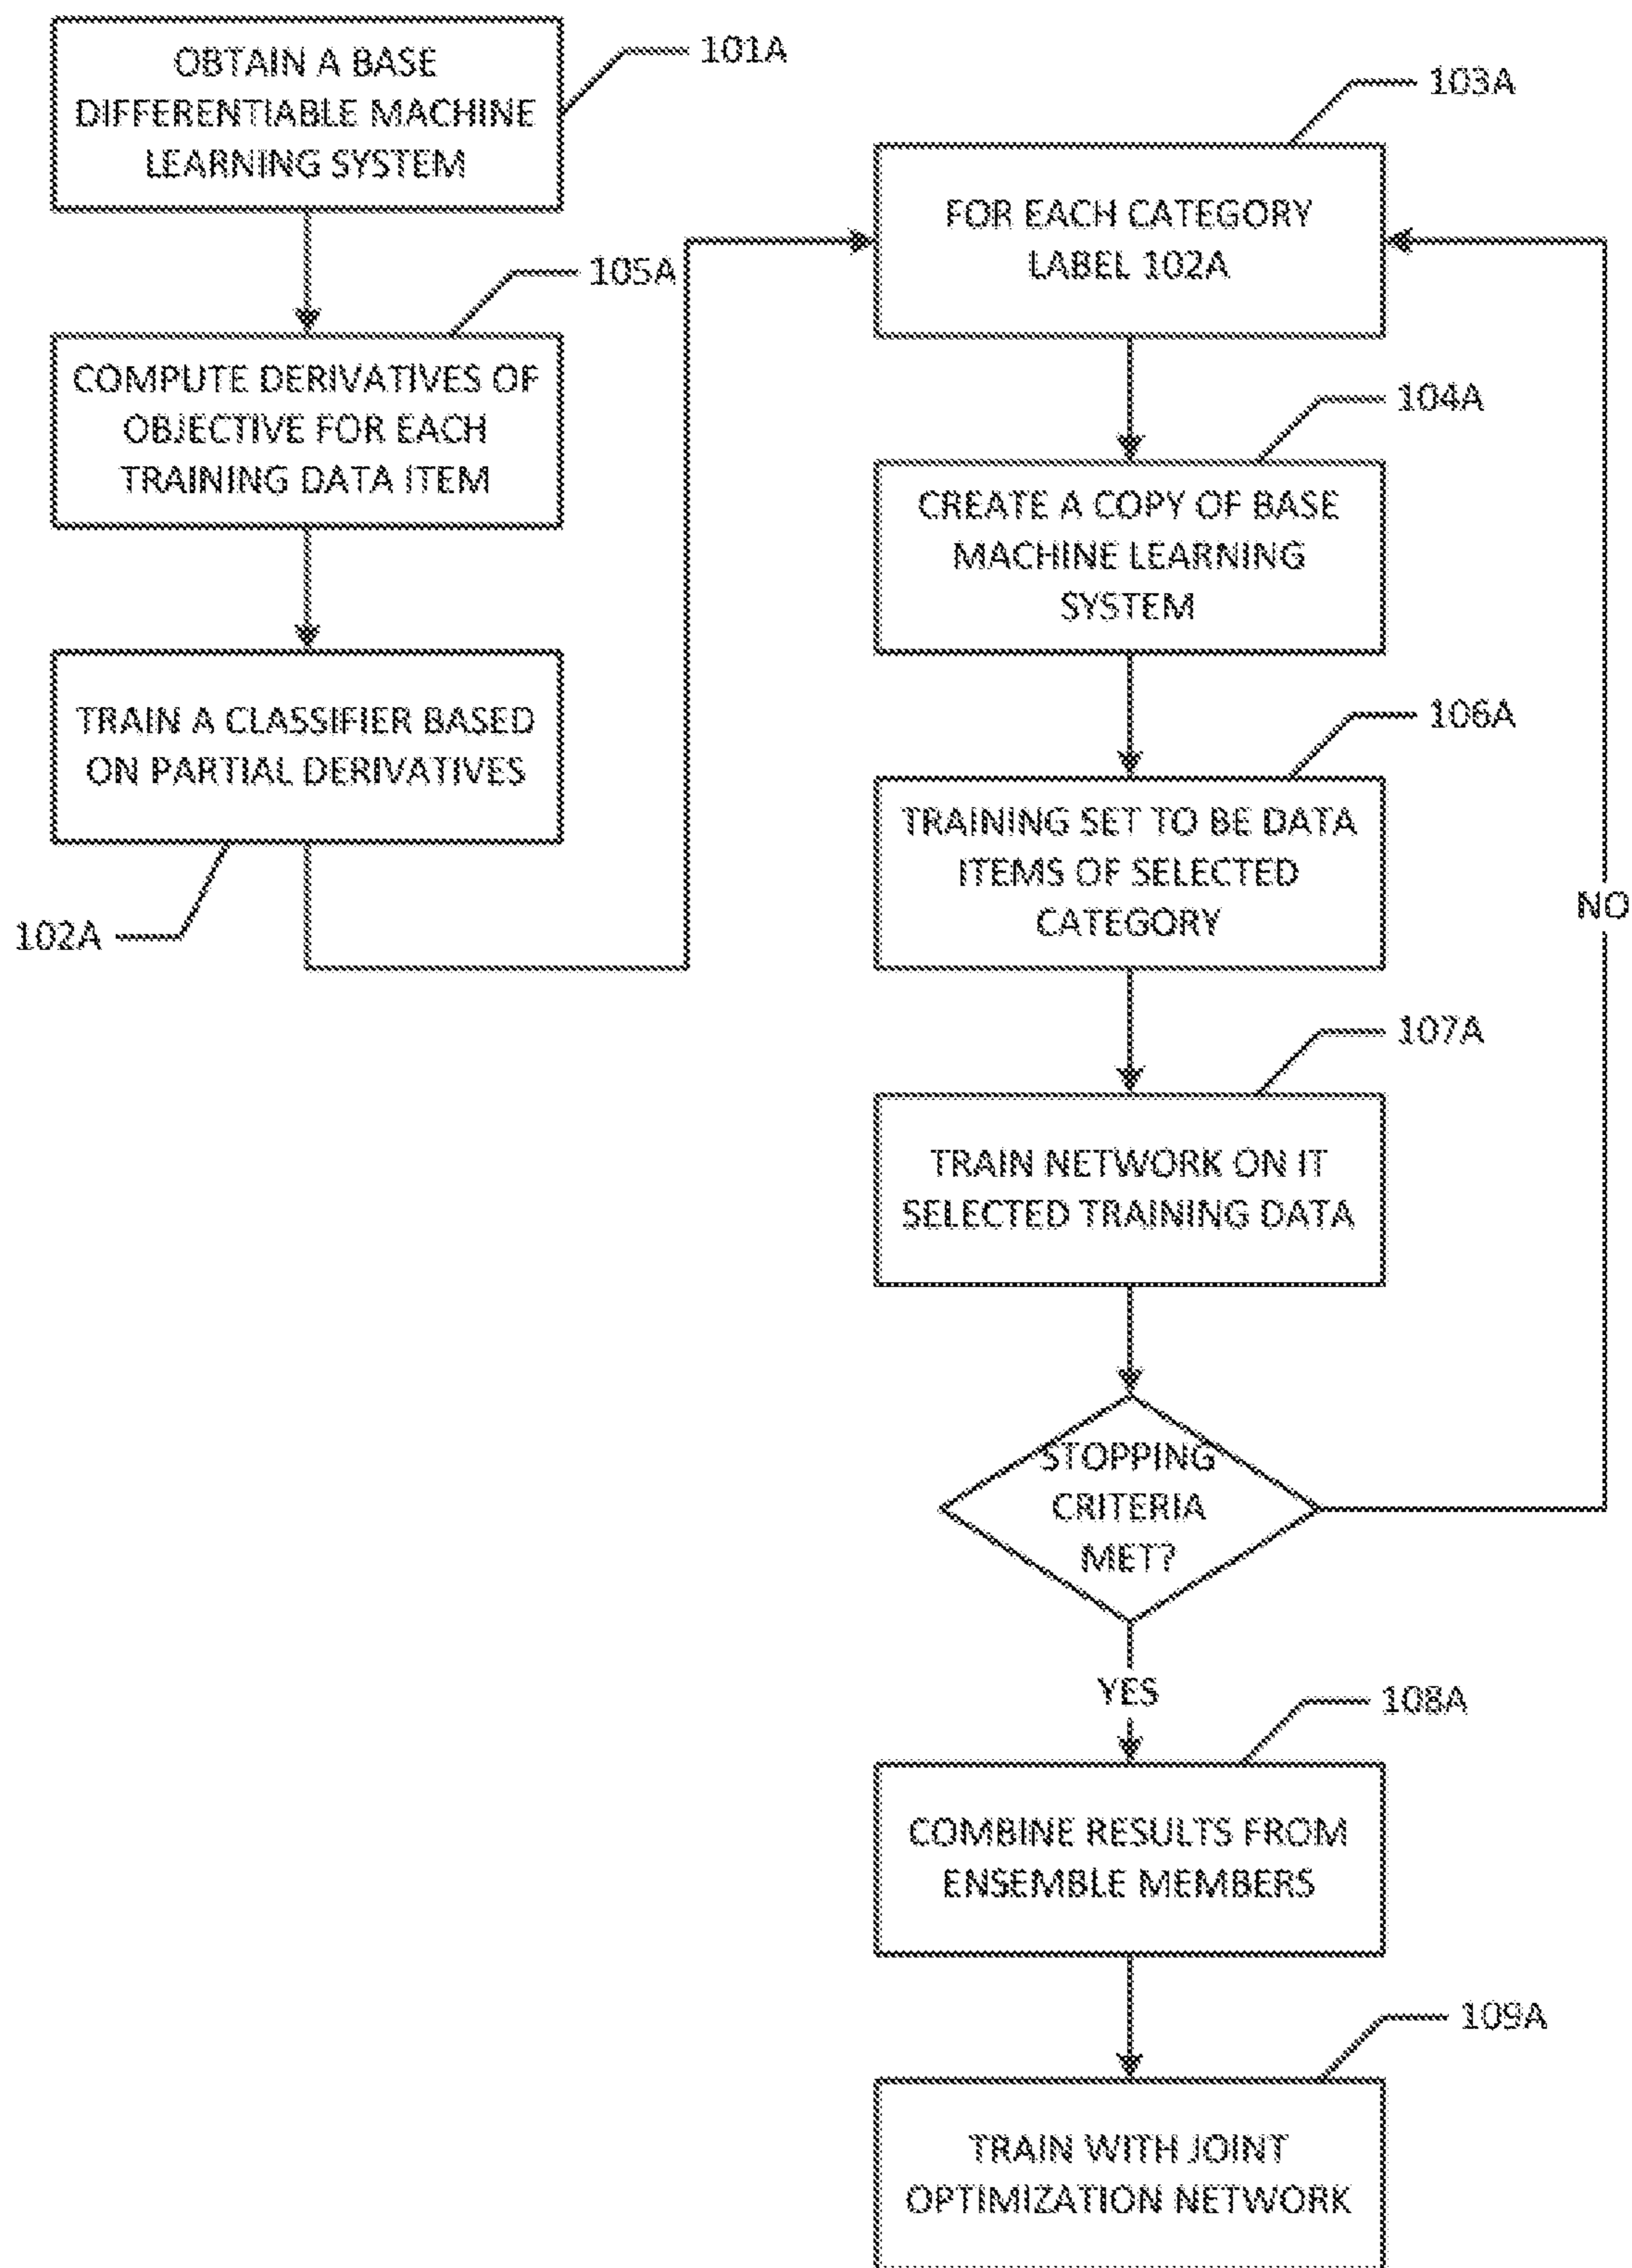 OBTAIN A BASE
DIFFERENTIABLE MACHINE
LEARNING SYSTEM
101A
105A
COMPUTE DERIVATIVES OF
OBJECTIVE FOR EACH
TRAINING DATA ITEM
TRAIN A CLASSIFIER BASED
ON PARTIAL DERIVATIVES
102A
103A
FOR EACH CATEGORY
LABEL 102A
104A
CREATE A COPY OF BASE
MACHINE LEARNING
SYSTEM
106A
TRAINING SET TO BE DATA
ITEMS OF SELECTED
CATEGORY
NO
107A
TRAIN NETWORK ON IT
SELECTED TRAINING DATA
STOPPING
CRITERIA
MET?
YES
108A
COMBINE RESULTS FROM
ENSEMBLE MEMBERS
109A
TRAIN WITH JOINT
OPTIMIZATION NETWORK